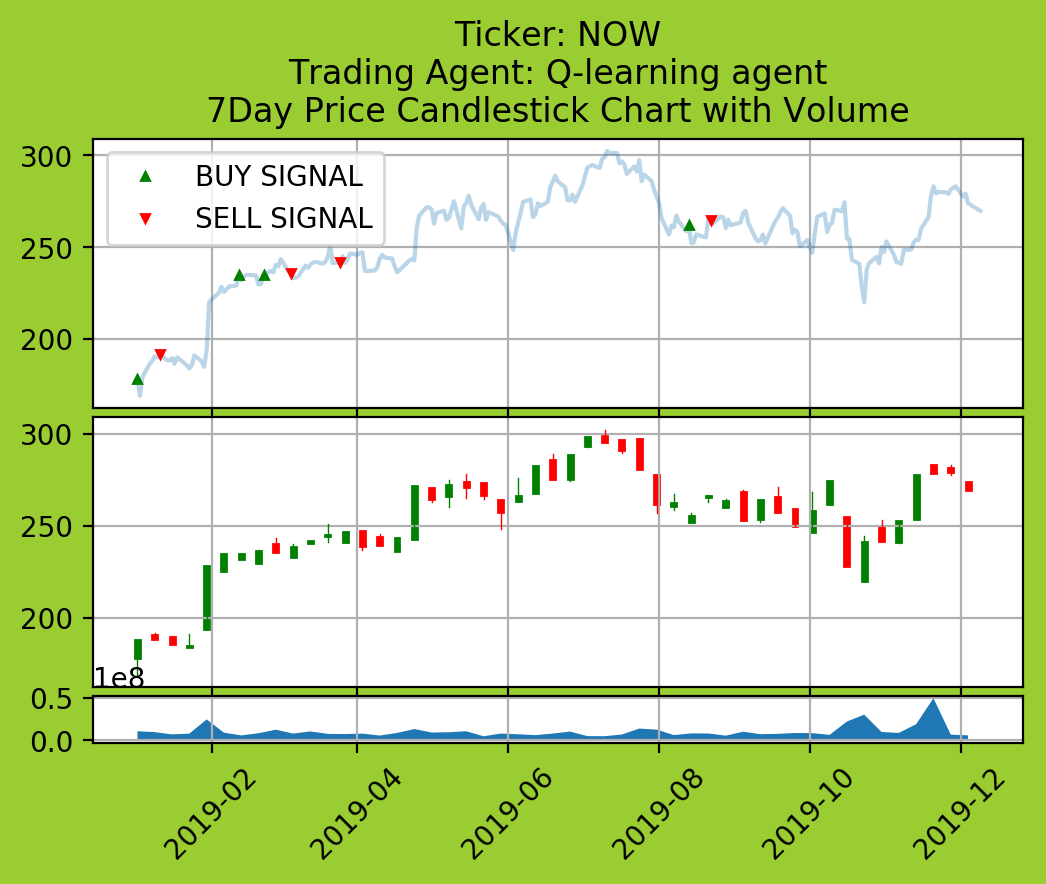 Ticker: NOW
Trading Agent: Q-learning agent
7Day Price Candlestick Chart with Volume
300
BUY SIGNAL
SELL SIGNAL
250
200
300
250
200
1e8
0.5
0.0
2019-02 2019-04 2019-06 2019-08 2019-10 2019-12